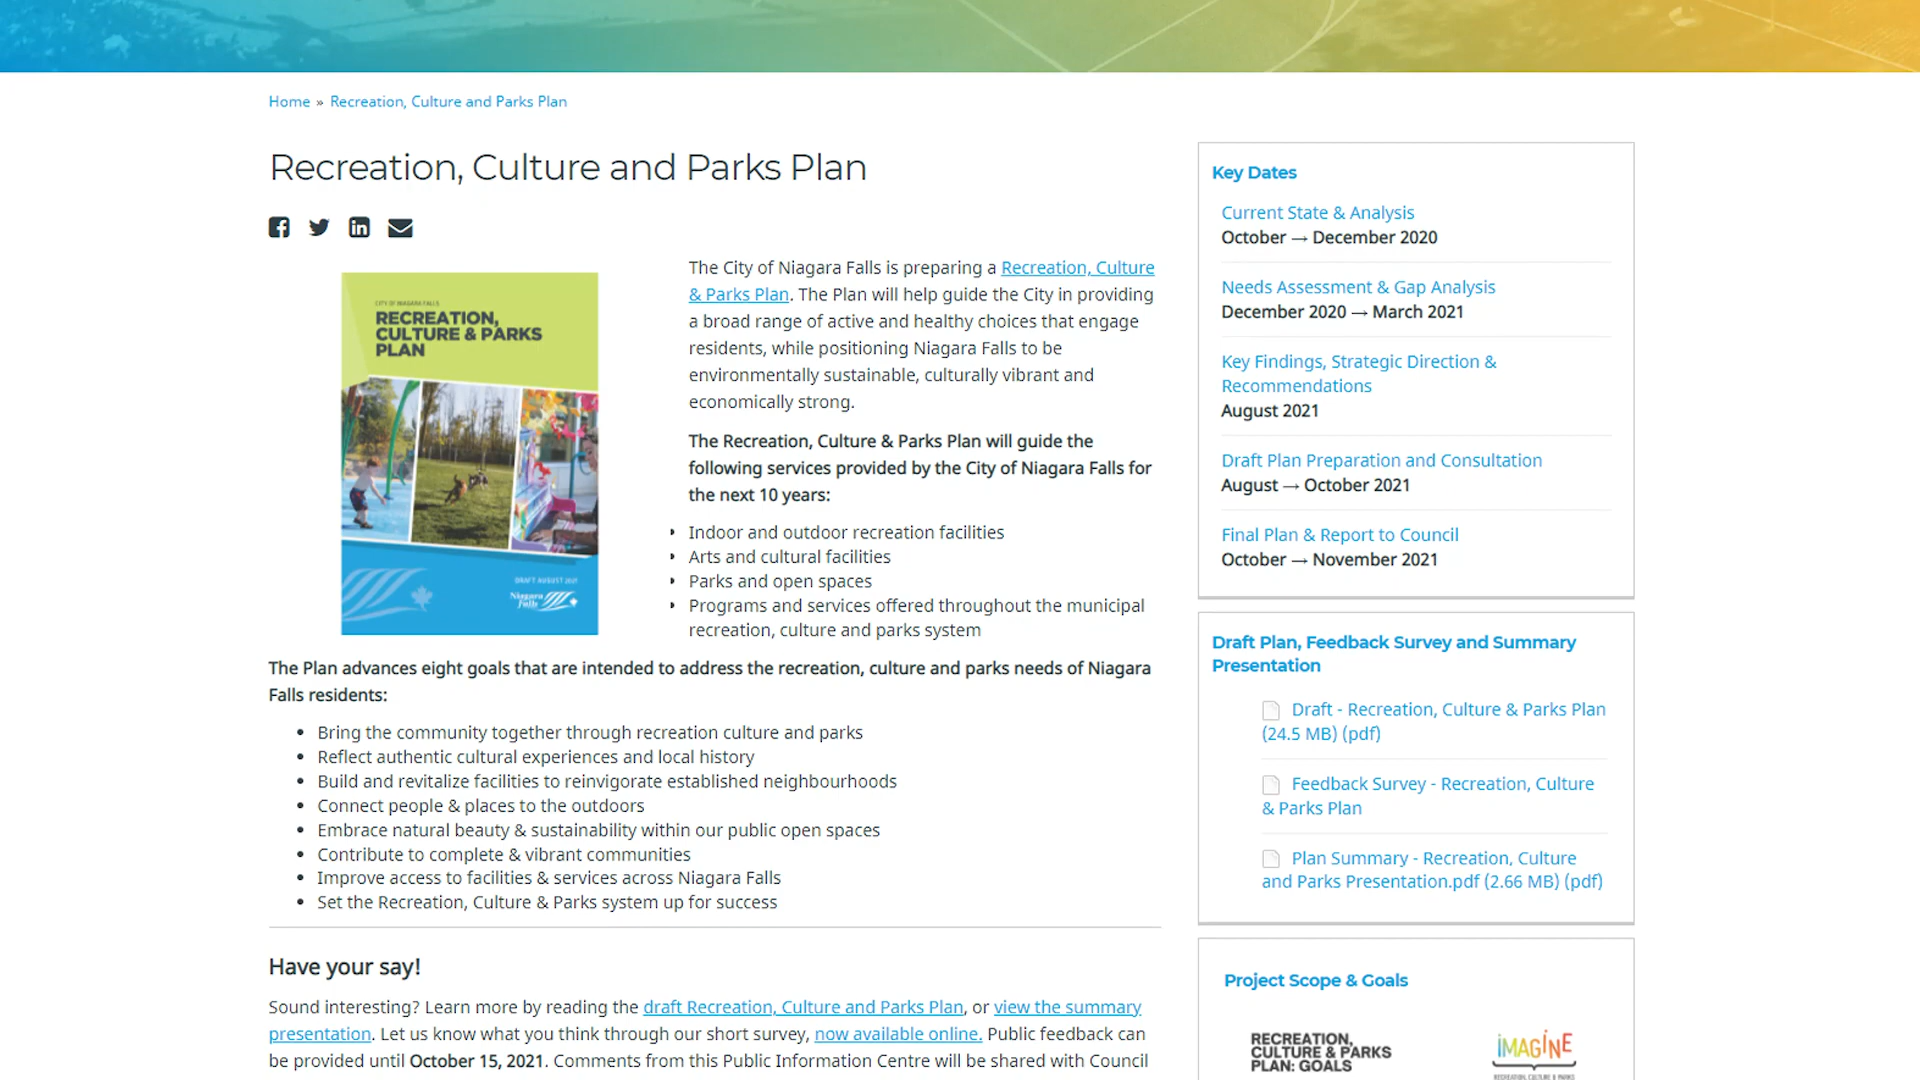 Home » Recreation, Culture and Parks Plan
Recreation, Culture and Parks Plan
CITY OF NIAGARA FALLS
RECREATION,
CULTURE & PARKS
PLAN
DRAFT AUGUST 2021
Niagara
Falls
The City of Niagara Falls is preparing a Recreation, Culture
& Parks Plan. The Plan will help guide the City in providing
a broad range of active and healthy choices that engage
residents, while positioning Niagara Falls to be
environmentally sustainable, culturally vibrant and
economically strong.
The Recreation, Culture & Parks Plan will guide the
following services provided by the City of Niagara Falls for
the next 10 years:
Indoor and outdoor recreation facilities
Arts and cultural facilities
Parks and open spaces
Programs and services offered throughout the municipal
recreation, culture and parks system
The Plan advances eight goals that are intended to address the recreation, culture and parks needs of Niagara
Falls residents:
• Bring the community together through recreation culture and parks
• Reflect authentic cultural experiences and local history
• Build and revitalize facilities to reinvigorate established neighbourhoods
• Connect people & places to the outdoors
• Embrace natural beauty & sustainability within our public open spaces
• Contribute to complete & vibrant communities
• Improve access to facilities & services across Niagara Falls
• Set the Recreation, Culture & Parks system up for success
Have your say!
Sound interesting? Learn more by reading the draft Recreation, Culture and Parks Plan, or view the summary
presentation. Let us know what you think through our short survey, now available online. Public feedback can
be provided until October 15, 2021. Comments from this Public Information Centre will be shared with Council
Key Dates
Current State & Analysis
October → December 2020
Needs Assessment & Gap Analysis
December 2020 → March 2021
Key Findings, Strategic Direction &
Recommendations
August 2021
Draft Plan Preparation and Consultation
August → October 2021
Final Plan & Report to Council
October → November 2021
Draft Plan, Feedback Survey and Summary
Presentation
Draft - Recreation, Culture & Parks Plan
(24.5 MB) (pdf)
Feedback Survey - Recreation, Culture
& Parks Plan
Plan Summary - Recreation, Culture
and Parks Presentation.pdf (2.66 MB) (pdf)
Project Scope & Goals
RECREATION,
CULTURE & PARKS
PLAN: GOALS
iMAGiNE
RECREATION, CULTURE & PARKS